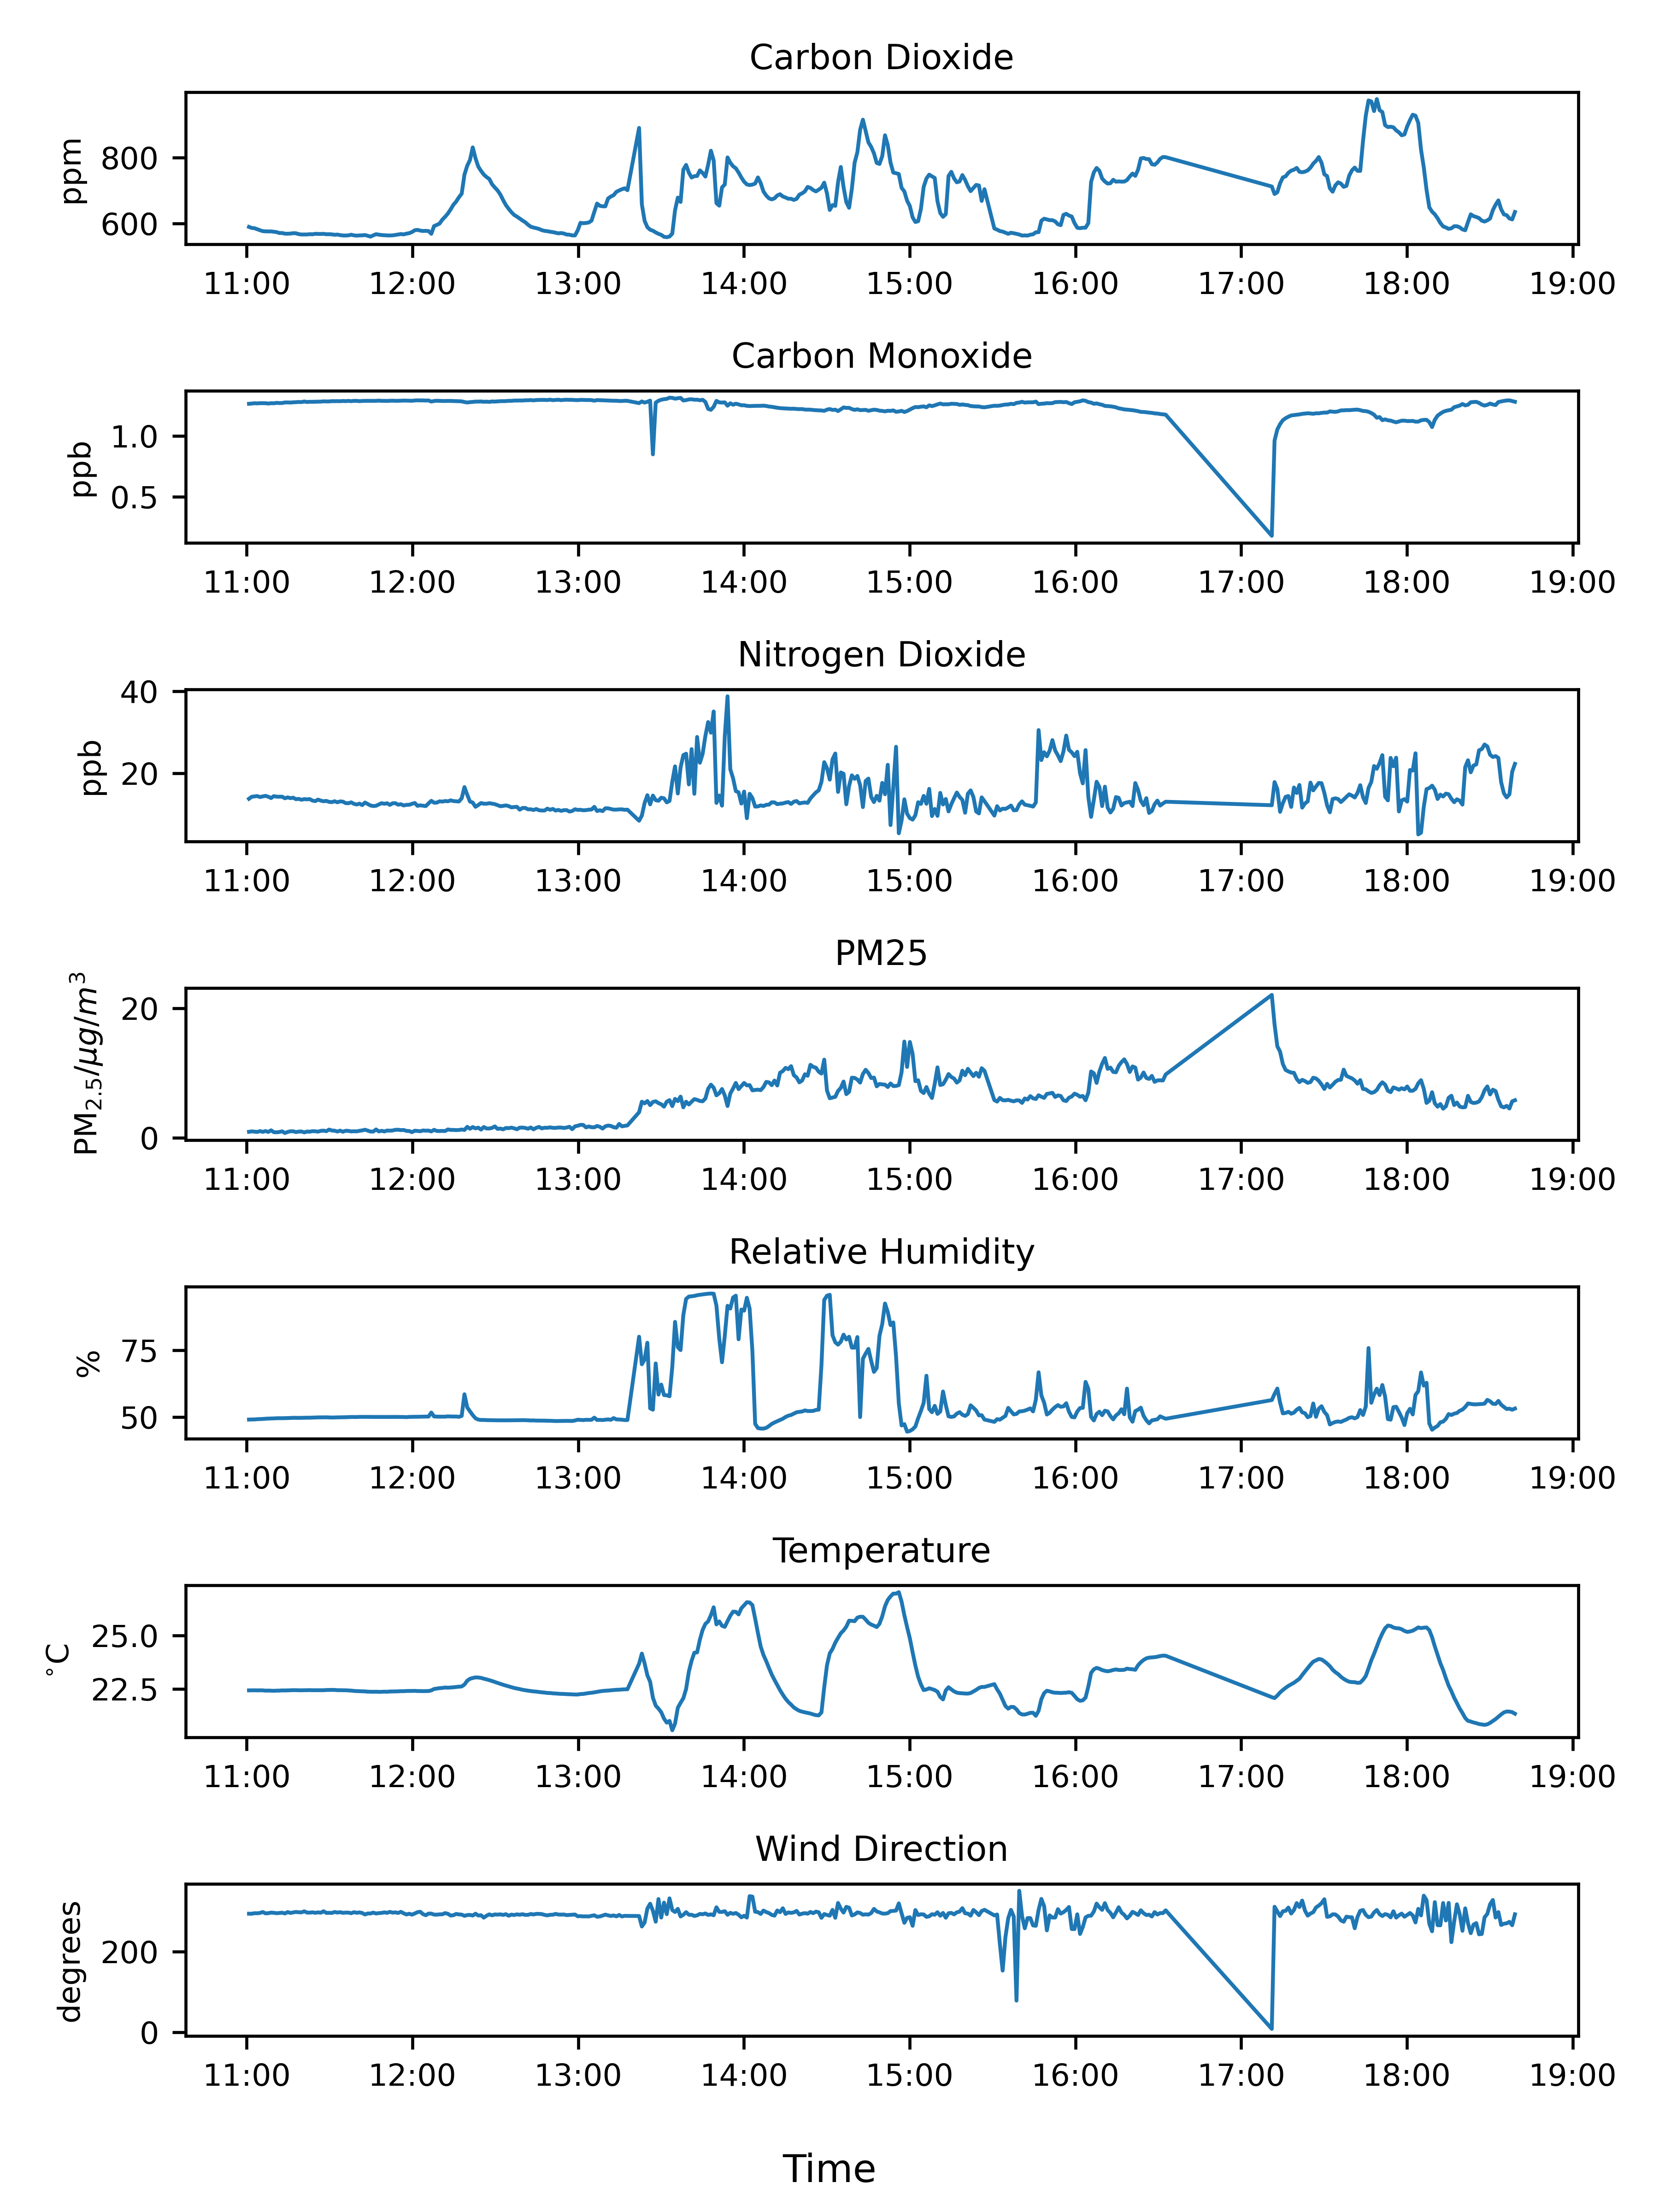 Carbon Dioxide
ppm
800
600
11:00 12:00 13:00 14:00 15:00 16:00 17:00 18:00 19:00
Carbon Monoxide
ppb
1.0
0.5
11:00 12:00 13:00 14:00 15:00 16:00 17:00 18:00 19:00
Nitrogen Dioxide
ppb
40
20
11:00 12:00 13:00 14:00 15:00 16:00 17:00 18:00 19:00
PM25
PM₂.₅/μg/m³
20
0
11:00 12:00 13:00 14:00 15:00 16:00 17:00 18:00 19:00
Relative Humidity
%
75
50
11:00 12:00 13:00 14:00 15:00 16:00 17:00 18:00 19:00
Temperature
°C
25.0
22.5
11:00 12:00 13:00 14:00 15:00 16:00 17:00 18:00 19:00
Wind Direction
degrees
200
0
11:00 12:00 13:00 14:00 15:00 16:00 17:00 18:00 19:00
Time